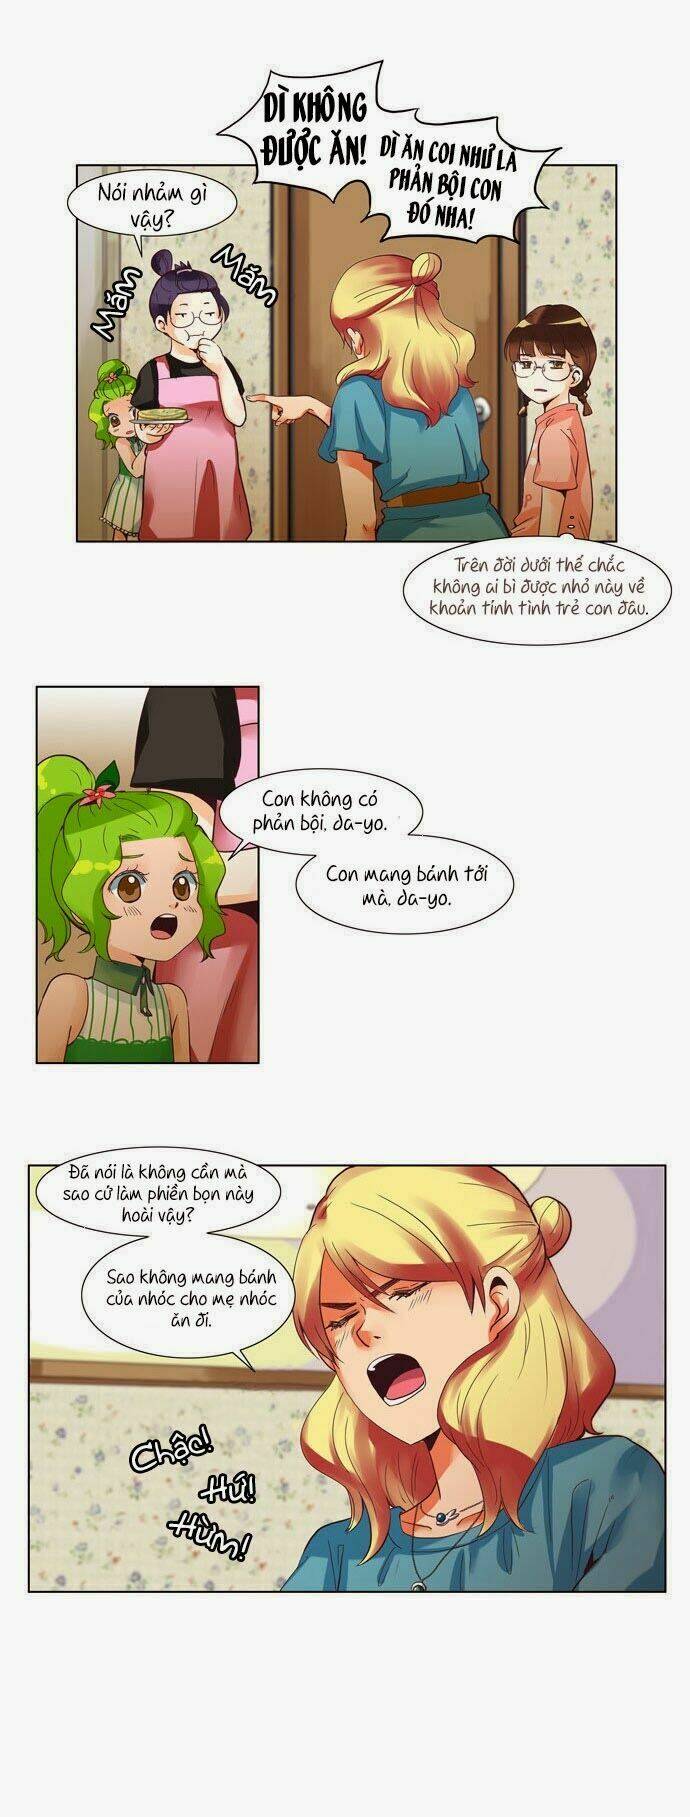 DÌ KHÔNG
ĐƯỢC ĂN!
DÌ ĂN COI NHƯ LÀ
PHẢN BỘI CON
ĐÓ NHA!
Nói nhảm gì
vậy?
Măm
Măm
Trên đời dưới thế chắc
không ai bì được nhỏ này về
khoản tính tình trẻ con đâu.
Con không có
phản bội, da-yo.
Con mang bánh tới
mà, da-yo.
Đã nói là không cần mà
sao cứ làm phiền bọn này
hoài vậy?
Sao không mang bánh
của nhóc cho mẹ nhóc
ăn đi.
Chậc!
Hứ!
Hừm!